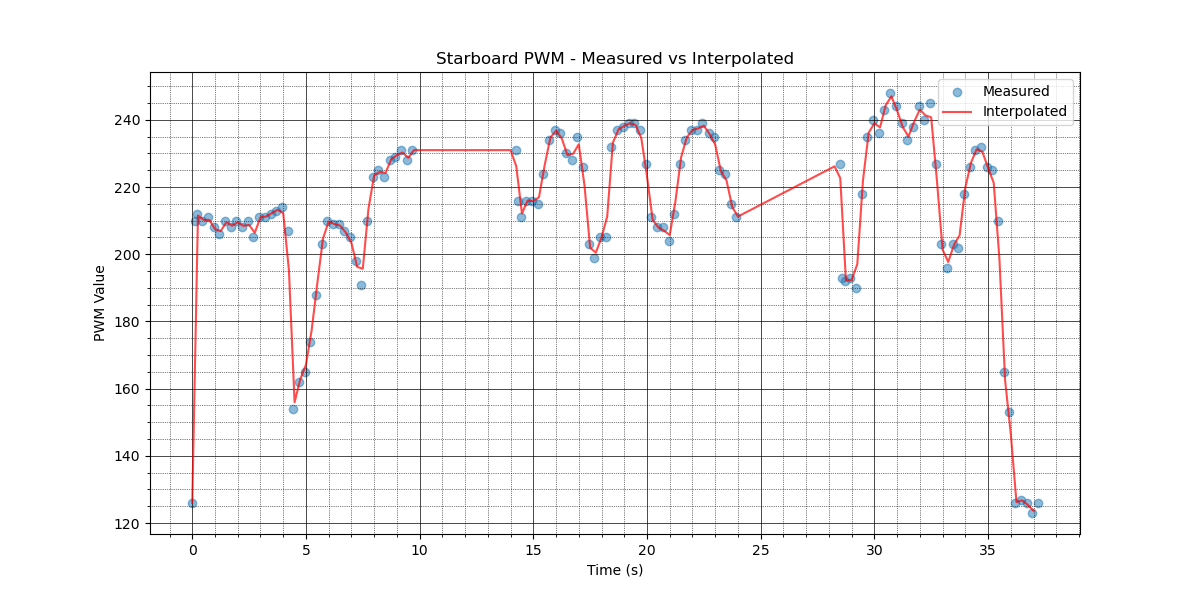 Starboard PWM - Measured vs Interpolated
Measured
Interpolated
240
220
200
180
160
140
120
PWM Value
0 5 10 15 20 25 30 35
Time (s)